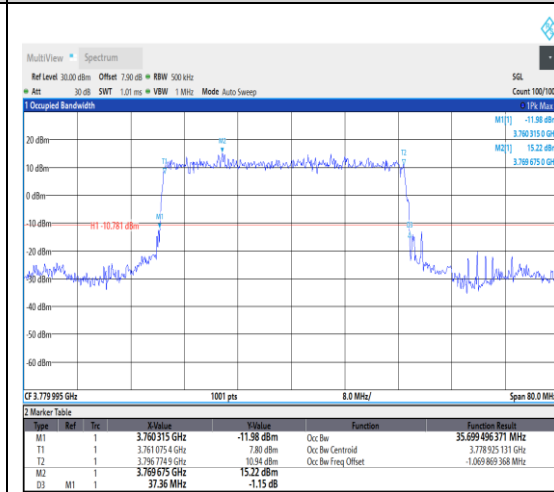 MultiView Spectrum
Ref Level 30.00 dBm Offset 7.90 dB RBW 500 kHz SGL
Att 30 dB SWT 1.01 ms VBW 1 MHz Mode Auto Sweep Count 100/100
1 Occupied Bandwidth 1Pk Max
M1[1] -11.98 dBm
3.760 315 0 GH
M2[1] 15.22 dBm
3.769 675 0 GH
20 dBm
10 dBm
0 dBm
-10 dBm
-20 dBm
-30 dBm
-40 dBm
-50 dBm
-60 dBm
H1 -10.781 dBm
M1
T1
M2
T2
D3
CF 3.779 995 GHz 1001 pts 8.0 MHz/ Span 80.0 MH
2 Marker Table
Type Ref Trc X-Value Y-Value Function Function Result
M1 1 3.760 315 GHz -11.98 dBm Occ Bw 35.699 496 371 MHz
T1 1 3.761 075 4 GHz 7.80 dBm Occ Bw Centroid 3.778 925 131 GHz
T2 1 3.796 774 9 GHz 10.94 dBm Occ Bw Freq Offset -1.069 869 368 MHz
M2 1 3.769 675 GHz 15.22 dBm
D3 M1 1 37.36 MHz -1.15 dB